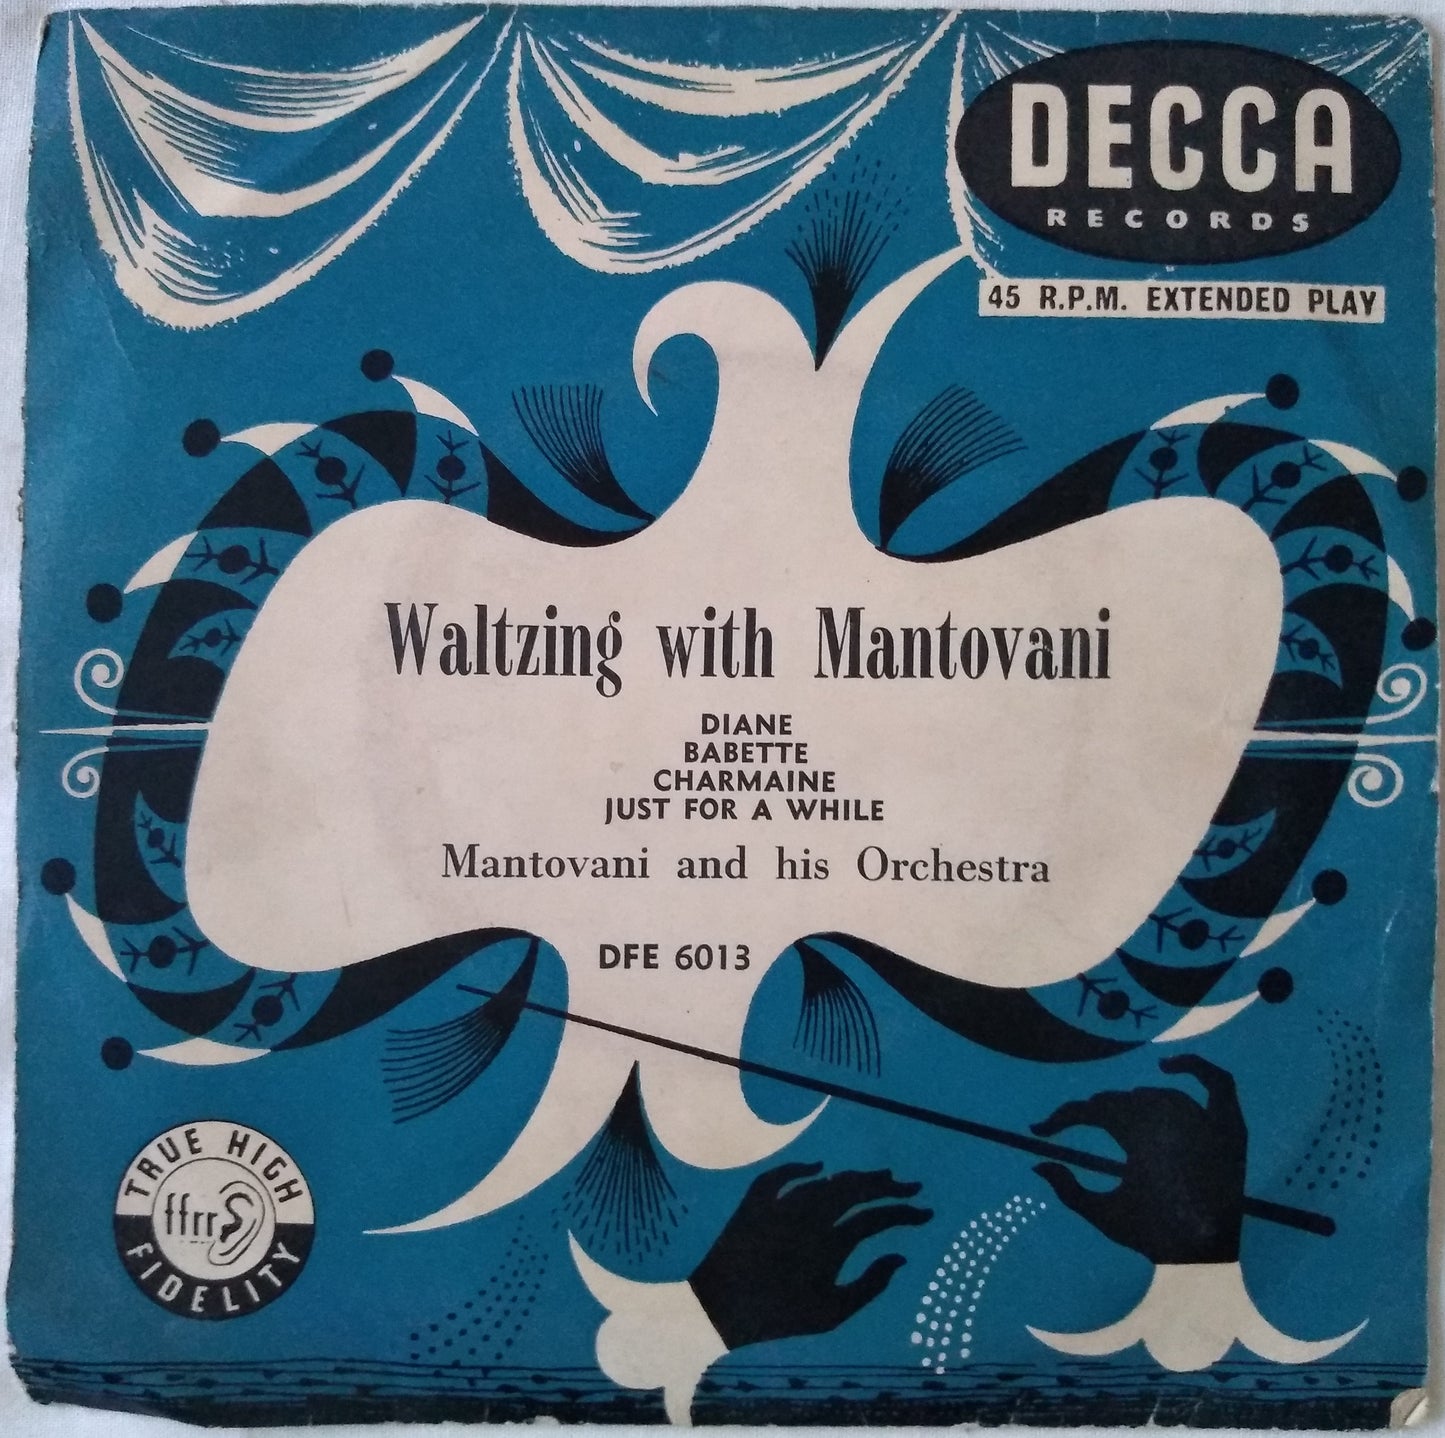 DECCA
RECORDS
45 R.P.M. EXTENDED PLAY
Waltzing with Mantovani
DIANE
BABETTE
CHARMAINE
JUST FOR A WHILE
Mantovani and his Orchestra
DFE 6013
TRUE HIGH
ffrr
FIDELITY